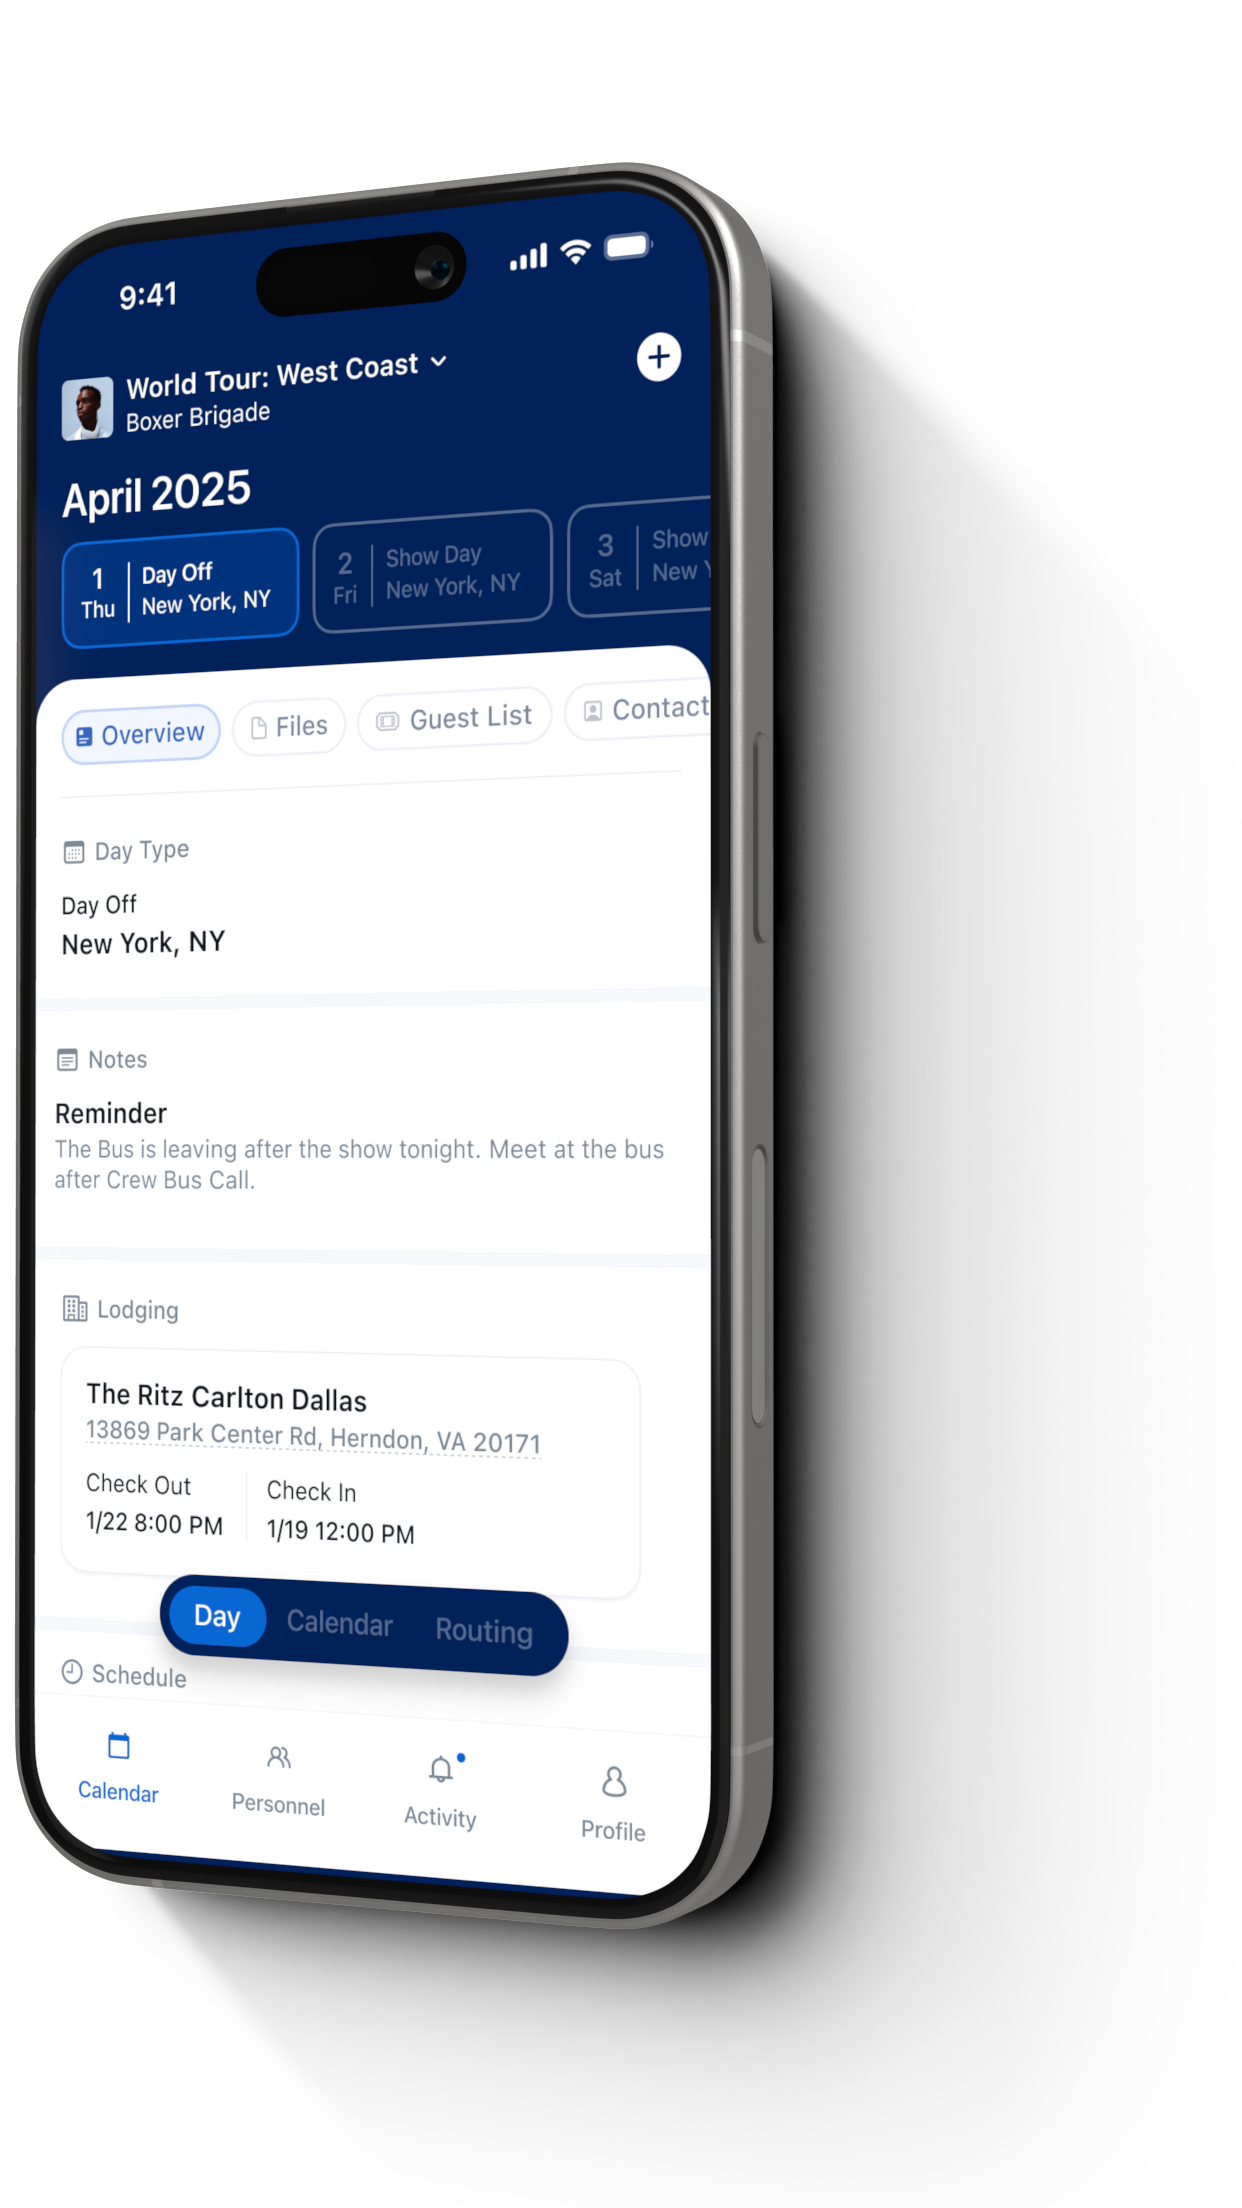 9:41
World Tour: West Coast
Boxer Brigade
April 2025
1 Thu Day Off New York, NY
2 Fri Show Day New York, NY
3 Sat Show New
Overview Files Guest List Contact
Day Type
Day Off
New York, NY
Notes
Reminder
The Bus is leaving after the show tonight. Meet at the bus
after Crew Bus Call.
Lodging
The Ritz Carlton Dallas
13869 Park Center Rd, Herndon, VA 20171
Check Out Check In
1/22 8:00 PM 1/19 12:00 PM
Day Calendar Routing
Schedule
Calendar Personnel Activity Profile